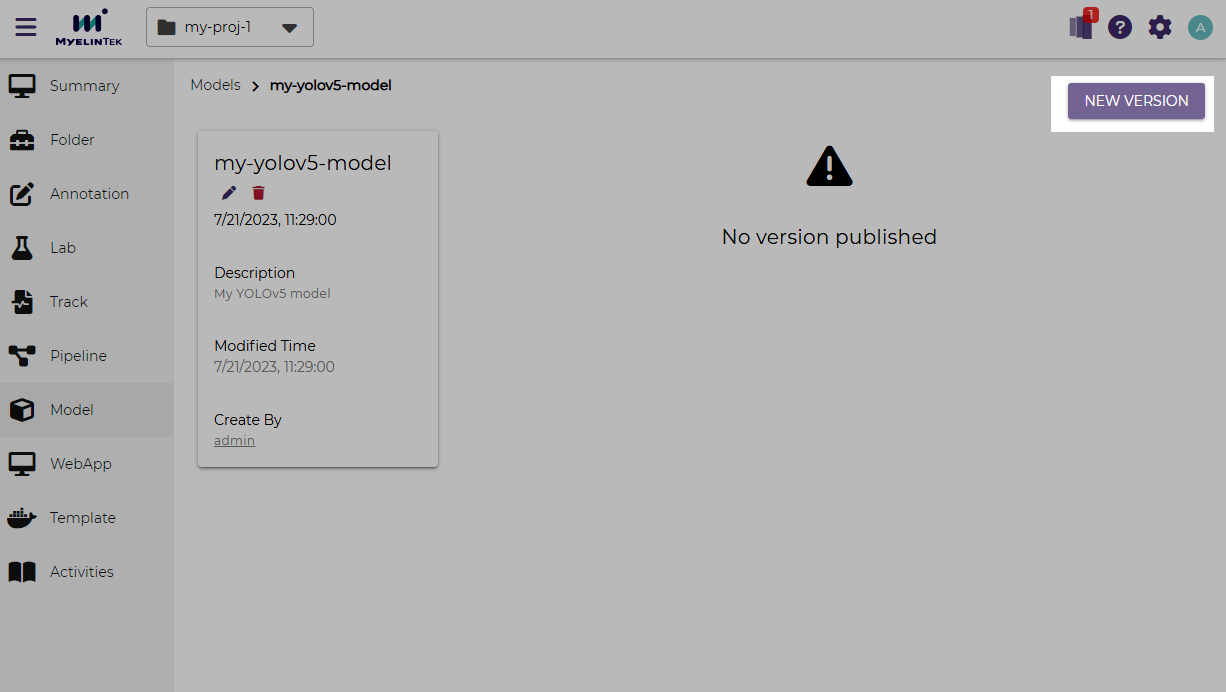 MYELINTEK
my-proj-1
1
?
A
Summary
Folder
Annotation
Lab
Track
Pipeline
Model
WebApp
Template
Activities
Models > my-yolov5-model
NEW VERSION
my-yolov5-model
7/21/2023, 11:29:00
Description
My YOLOv5 model
Modified Time
7/21/2023, 11:29:00
Create By
admin
No version published